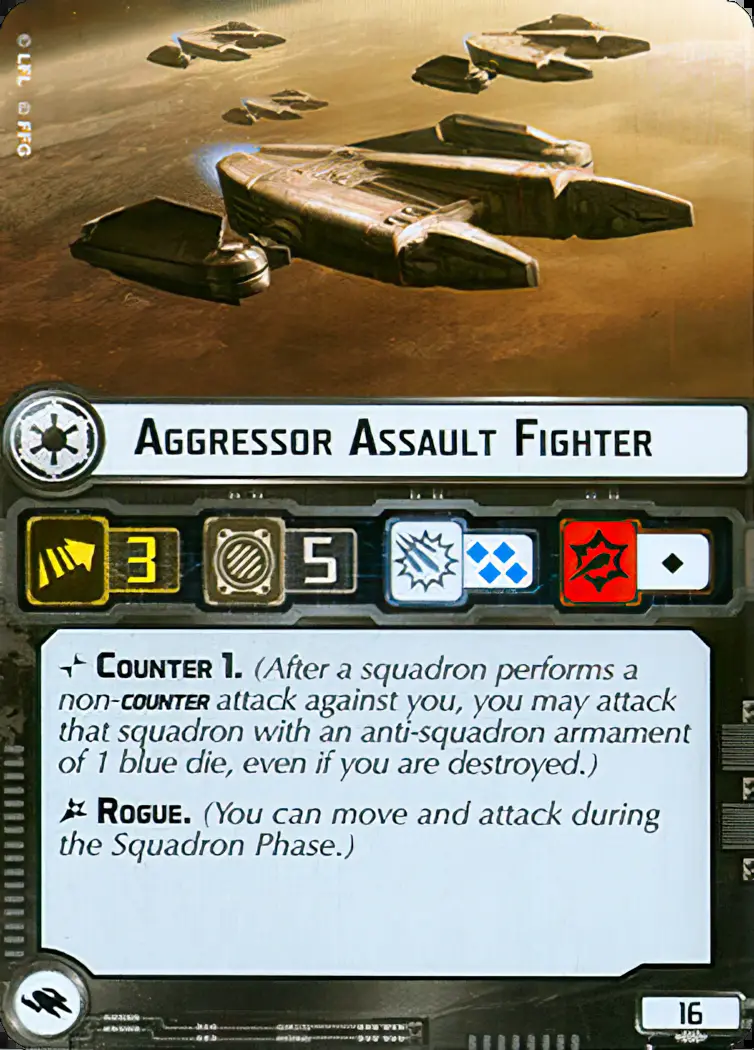 © LFL © FFG
AGGRESSOR ASSAULT FIGHTER
3
5
COUNTER 1. (After a squadron performs a
non-COUNTER attack against you, you may attack
that squadron with an anti-squadron armament
of 1 blue die, even if you are destroyed.)
ROGUE. (You can move and attack during
the Squadron Phase.)
16